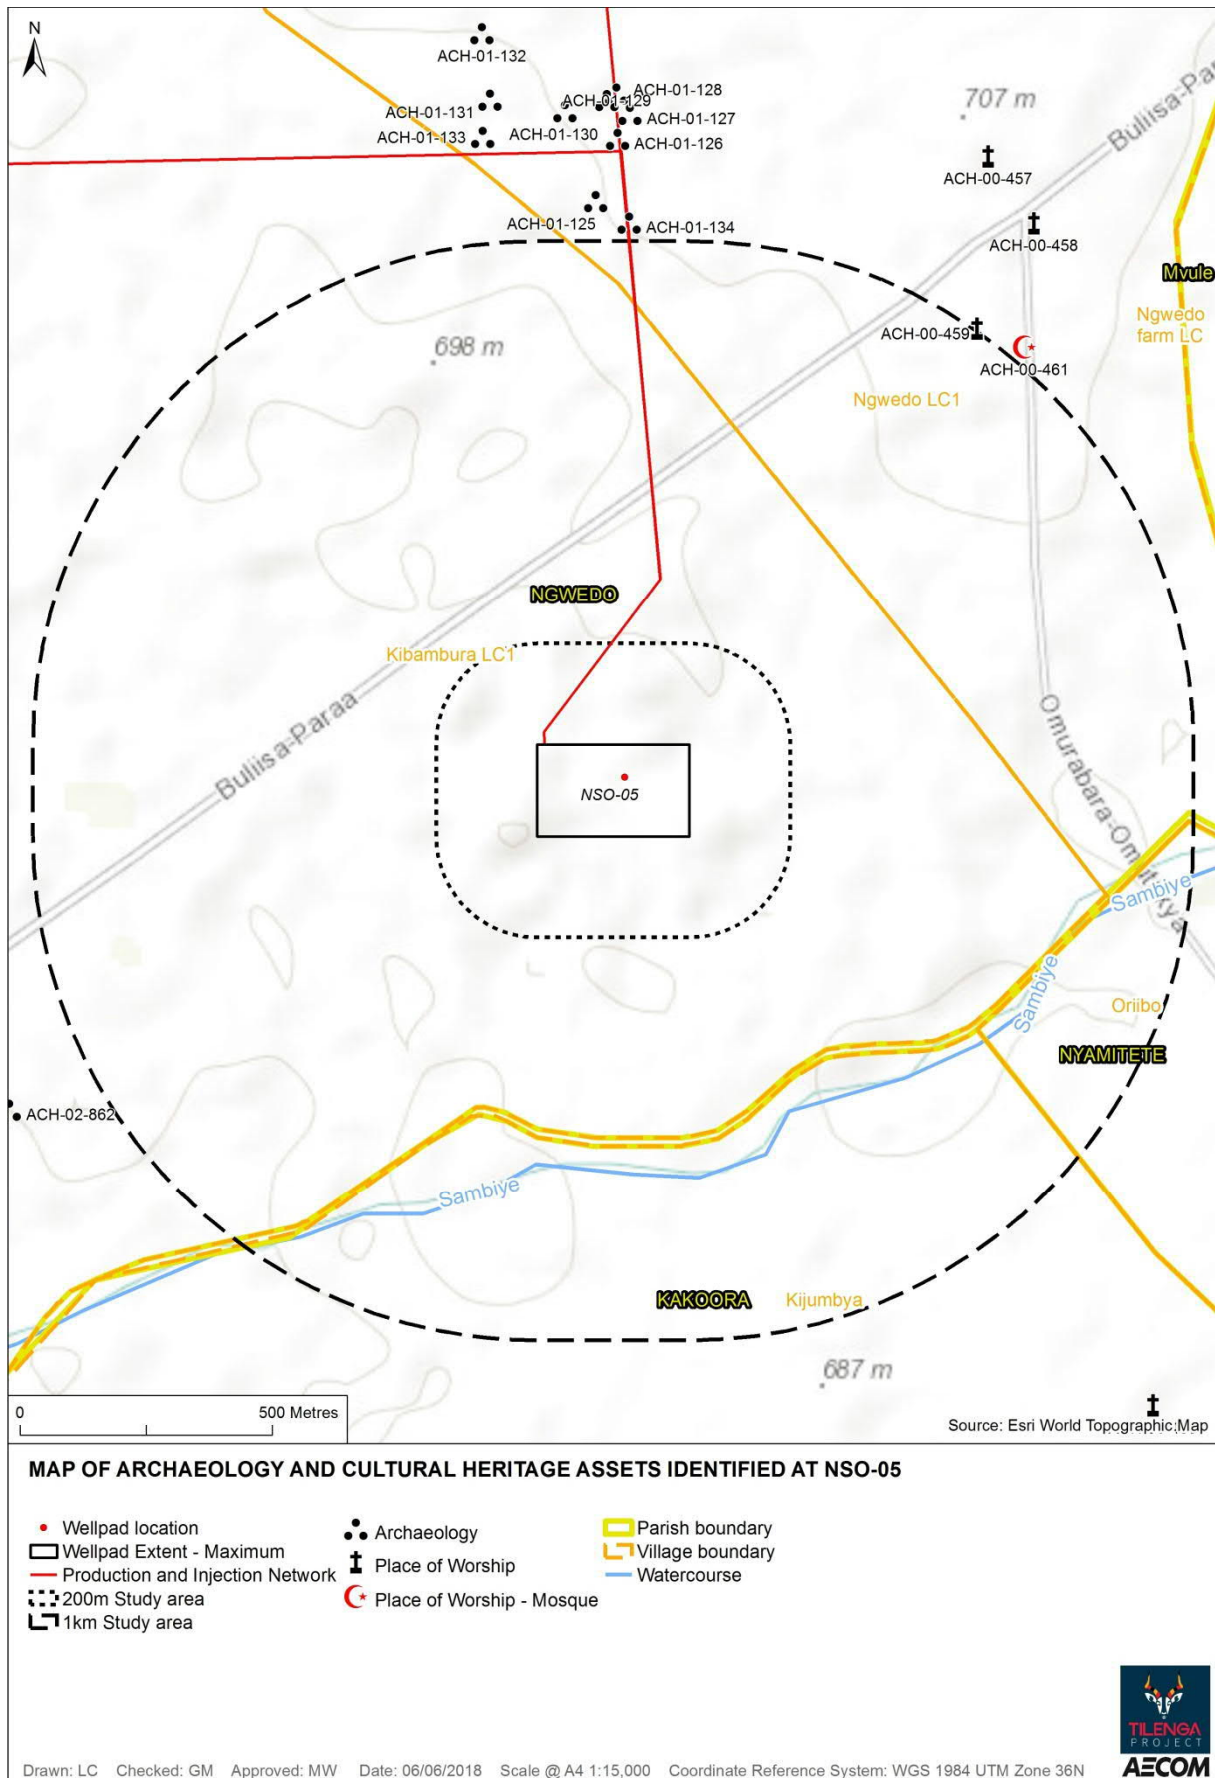 N
ACH-01-132
ACH-01-131
ACH-01-133
ACH-01-130
ACH-01-129
ACH-01-128
ACH-01-127
ACH-01-126
ACH-01-125
ACH-01-134
707 m
Buliisa-Paraa
ACH-00-457
ACH-00-458
Mvule
Ngwedo
farm LC
ACH-00-459
ACH-00-461
698 m
Ngwedo LC1
NGWEDO
Kibambura LC1
Buliisa-Paraa
NSO-05
Sambiye
Sambiye
Oriibo
NYAMITETE
ACH-02-862
Sambiye
KAKOORA
Kijumbya
687 m
0 500 Metres
Source: Esri World Topographic Map
MAP OF ARCHAEOLOGY AND CULTURAL HERITAGE ASSETS IDENTIFIED AT NSO-05
Wellpad location
Wellpad Extent - Maximum
Production and Injection Network
200m Study area
1km Study area
Archaeology
Place of Worship
Place of Worship - Mosque
Parish boundary
Village boundary
Watercourse
TILENGA
PROJECT
AECOM
Drawn: LC Checked: GM Approved: MW Date: 06/06/2018 Scale @ A4 1:15,000 Coordinate Reference System: WGS 1984 UTM Zone 36N